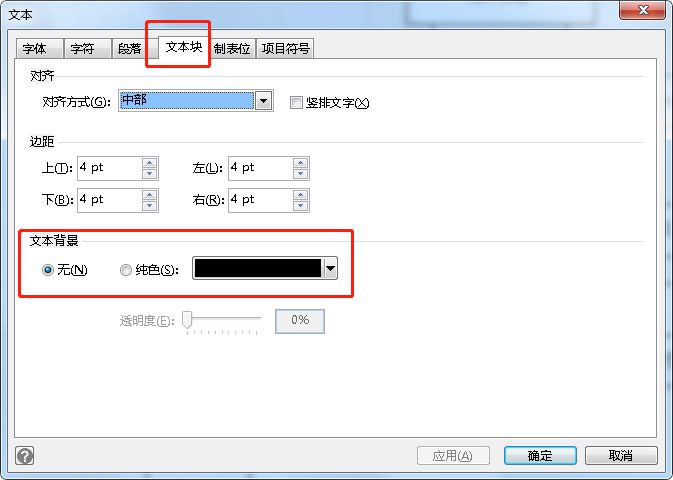 文本
字体 字符 段落 文本块 制表位 项目符号
对齐
对齐方式(G): 中部 竖排文字(X)
边距
上(T): 4 pt 左(L): 4 pt
下(B): 4 pt 右(R): 4 pt
文本背景
无(N) 纯色(S):
透明度(E): 0%
? 应用(A) 确定 取消